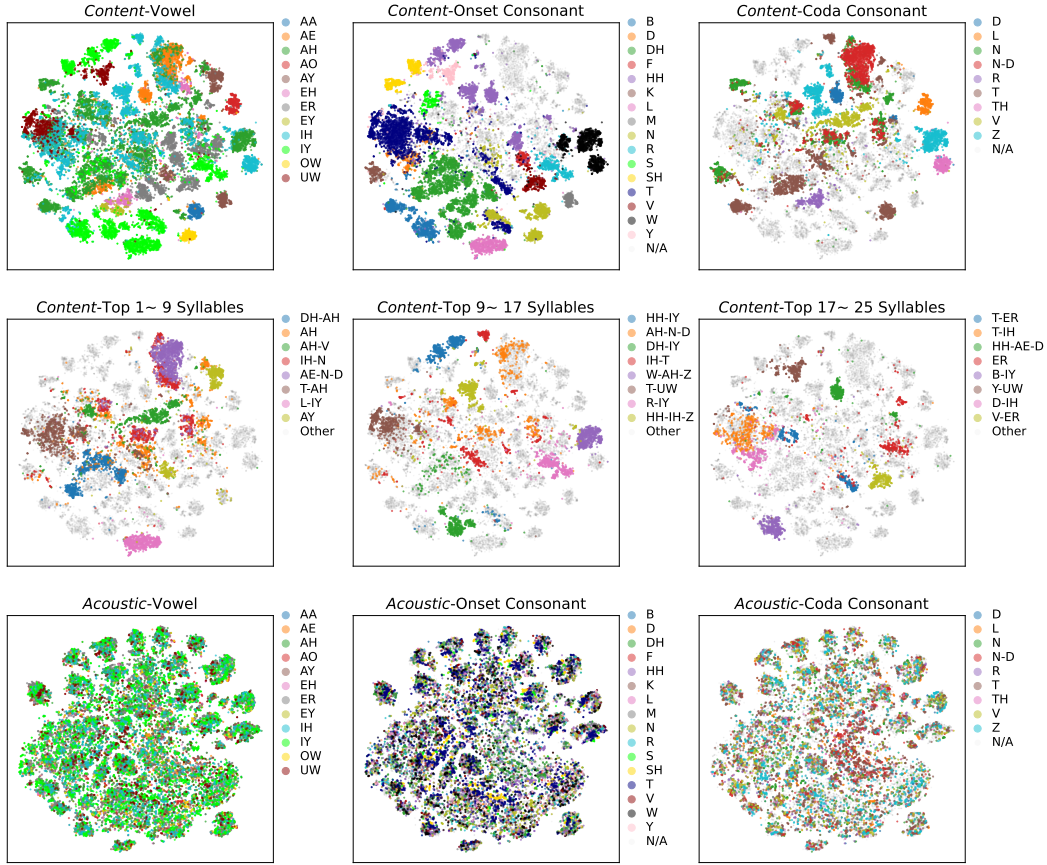 Content-Vowel
AA
AE
AH
AO
AY
EH
ER
EY
IH
IY
OW
UW
Content-Onset Consonant
B
D
DH
F
HH
K
L
M
N
R
S
SH
T
V
W
Y
N/A
Content-Coda Consonant
D
L
N
N-D
R
T
TH
V
Z
N/A
Content-Top 1~ 9 Syllables
DH-AH
AH
AH-V
IH-N
AE-N-D
T-AH
L-IY
AY
Other
Content-Top 9~ 17 Syllables
HH-IY
AH-N-D
DH-IY
IH-T
W-AH-Z
T-UW
R-IY
HH-IH-Z
Other
Content-Top 17~ 25 Syllables
T-ER
T-IH
HH-AE-D
ER
B-IY
Y-UW
D-IH
V-ER
Other
Acoustic-Vowel
AA
AE
AH
AO
AY
EH
ER
EY
IH
IY
OW
UW
Acoustic-Onset Consonant
B
D
DH
F
HH
K
L
M
N
R
S
SH
T
V
W
Y
N/A
Acoustic-Coda Consonant
D
L
N
N-D
R
T
TH
V
Z
N/A